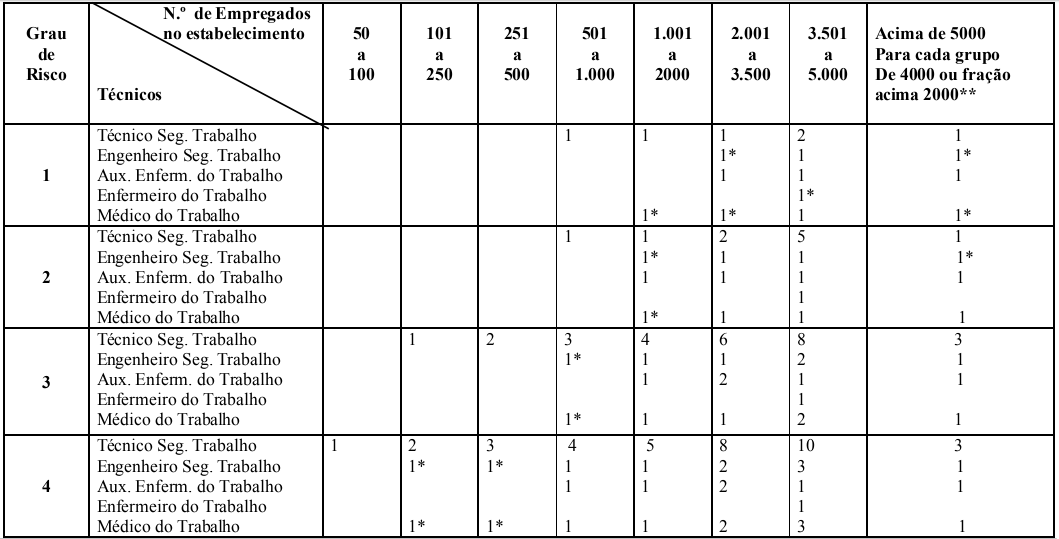 Grau de Risco | N.º de Empregados no estabelecimento / Técnicos | 50 a 100 | 101 a 250 | 251 a 500 | 501 a 1.000 | 1.001 a 2000 | 2.001 a 3.500 | 3.501 a 5.000 | Acima de 5000 Para cada grupo De 4000 ou fração acima 2000**
1 | Técnico Seg. Trabalho | | | | 1 | 1 | 1 | 2 | 1
Engenheiro Seg. Trabalho | | | | | | 1* | 1 | 1*
Aux. Enferm. do Trabalho | | | | | | 1 | 1 | 1
Enfermeiro do Trabalho | | | | | | | 1* |
Médico do Trabalho | | | | | 1* | 1* | 1 | 1*
2 | Técnico Seg. Trabalho | | | | 1 | 1 | 2 | 5 | 1
Engenheiro Seg. Trabalho | | | | | 1* | 1 | 1 | 1*
Aux. Enferm. do Trabalho | | | | | 1 | 1 | 1 | 1
Enfermeiro do Trabalho | | | | | | | 1 |
Médico do Trabalho | | | | | 1* | 1 | 1 | 1
3 | Técnico Seg. Trabalho | | 1 | 2 | 3 | 4 | 6 | 8 | 3
Engenheiro Seg. Trabalho | | | | 1* | 1 | 1 | 2 | 1
Aux. Enferm. do Trabalho | | | | | 1 | 2 | 1 | 1
Enfermeiro do Trabalho | | | | | | | 1 |
Médico do Trabalho | | | | 1* | 1 | 1 | 2 | 1
4 | Técnico Seg. Trabalho | 1 | 2 | 3 | 4 | 5 | 8 | 10 | 3
Engenheiro Seg. Trabalho | | 1* | 1* | 1 | 1 | 2 | 3 | 1
Aux. Enferm. do Trabalho | | | | 1 | 1 | 2 | 1 | 1
Enfermeiro do Trabalho | | | | | | | 1 |
Médico do Trabalho | | 1* | 1* | 1 | 1 | 2 | 3 | 1